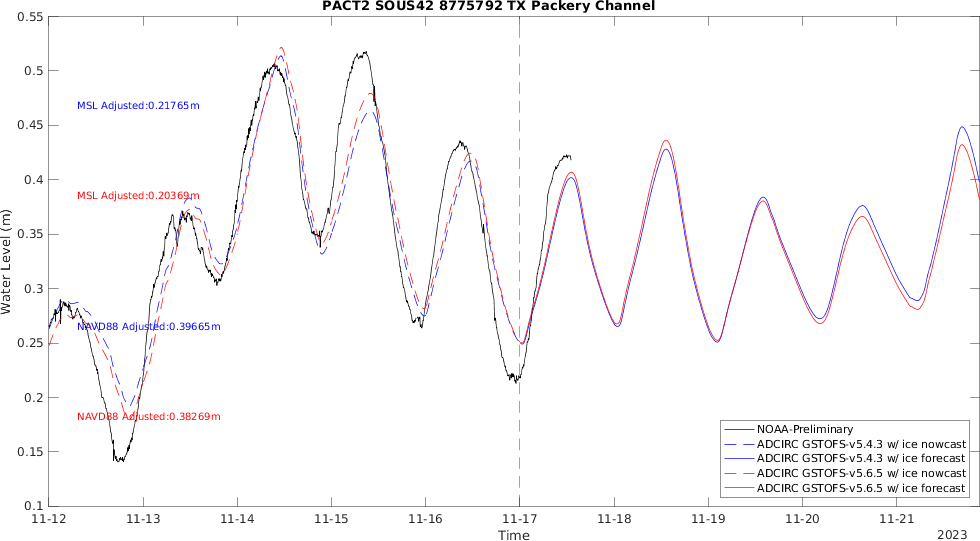 PACT2 SOUS42 8775792 TX Packery Channel
0.55
0.5
0.45
0.4
0.35
0.3
0.25
0.2
0.15
0.1
Water Level (m)
MSL Adjusted:0.21765m
MSL Adjusted:0.20369m
NAVD88 Adjusted:0.39665m
NAVD88 Adjusted:0.38269m
NOAA-Preliminary
ADCIRC GSTOFS-v5.4.3 w/ ice nowcast
ADCIRC GSTOFS-v5.4.3 w/ ice forecast
ADCIRC GSTOFS-v5.6.5 w/ ice nowcast
ADCIRC GSTOFS-v5.6.5 w/ ice forecast
11-12 11-13 11-14 11-15 11-16 11-17 11-18 11-19 11-20 11-21
Time
2023